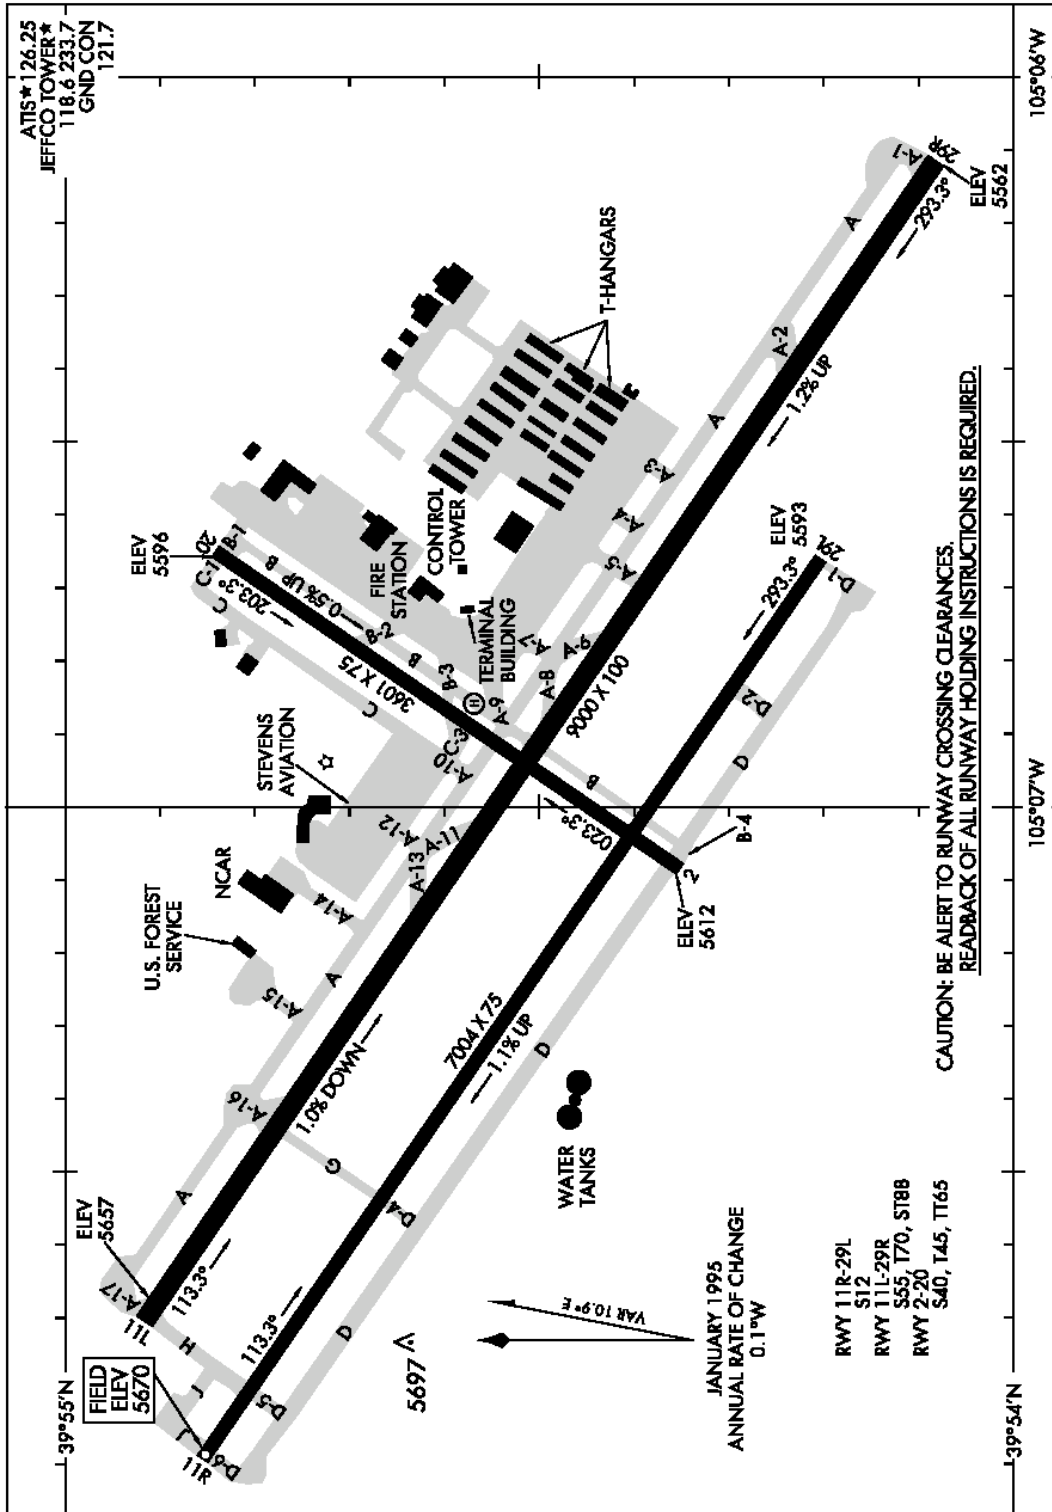 ATIS★126.25
JEFFCO TOWER★
118.6 233.7
GND CON
121.7
105°06'W
A-1
29R
ELEV
5562
293.3°
A
T-HANGARS
A-2
1.2% UP
A
A-3
A-4
A-5
ELEV
5593
29L
D-1
293.3°
ELEV
5596
20
B-1
C-1
B
203.3°
0.5% UP
C
FIRE
STATION
CONTROL
TOWER
B-2
B
B-3
TERMINAL
BUILDING
H
3601 X 75
C
C-3
A-9
A-8
A-7
A-6
A-10
9000 X 100
D-2
D
B
023.3°
B-4
2
ELEV
5612
105°07'W
STEVENS
AVIATION
NCAR
U.S. FOREST
SERVICE
A-11
A-12
A-13
A-14
A
A-15
7004 X 75
1.1% UP
D
1.0% DOWN
A-16
G
D-4
WATER
TANKS
A
ELEV
5657
A-17
11L
113.3°
H
FIELD
ELEV
5670
113.3°
J
J
D-5
D-6
11R
D
5697
VAR 10.9° E
JANUARY 1995
ANNUAL RATE OF CHANGE
0.1°W
RWY 11R-29L
S12
RWY 11L-29R
S55, T70, ST88
RWY 2-20
S40, T45, TT65
CAUTION: BE ALERT TO RUNWAY CROSSING CLEARANCES.
READBACK OF ALL RUNWAY HOLDING INSTRUCTIONS IS REQUIRED.
39°55'N
39°54'N